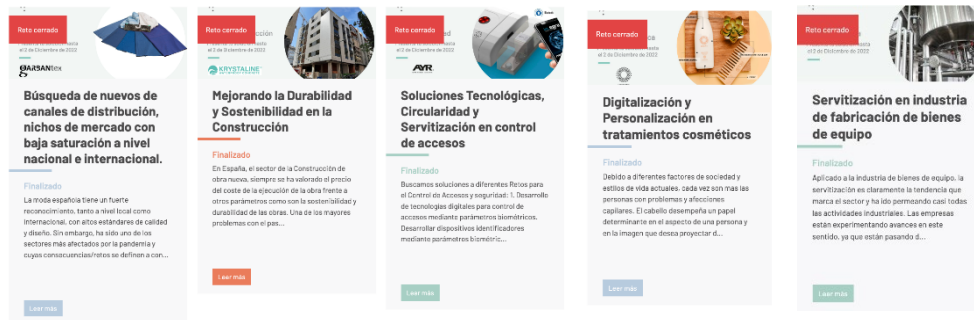 Reto cerrado
el 2 de Diciembre de 2022
GARSANtex
Búsqueda de nuevos de
canales de distribución,
nichos de mercado con
baja saturación a nivel
nacional e internacional.
Finalizado
La moda española tiene un fuerte
reconocimiento, tanto a nivel local como
internacional, con altos estándares de calidad
y diseño. Sin embargo, ha sido uno de los
sectores más afectados por la pandemia y
cuyas consecuencias/retos se definen a con...
Leer más
Reto cerrado
el 2 de Diciembre de 2022
KRYSTALINE
Mejorando la Durabilidad
y Sostenibilidad en la
Construcción
Finalizado
En España, el sector de la Construcción de
obra nueva, siempre se ha valorado el precio
del coste de la ejecución de la obra frente a
otros parámetros como son la sostenibilidad y
durabilidad de las obras. Una de los mayores
problemas con el pas...
Leer más
Reto cerrado
el 2 de Diciembre de 2022
AYR
Soluciones Tecnológicas,
Circularidad y
Servitización en control
de accesos
Finalizado
Buscamos soluciones a diferentes Retos para
el Control de Accesos y seguridad: 1. Desarrollo
de tecnologías digitales para control de
accesos mediante parámetros biométricos.
Desarrollar dispositivos identificadores
mediante parámetros biométric...
Leer más
Reto cerrado
el 2 de Diciembre de 2022
Digitalización y
Personalización en
tratamientos cosméticos
Finalizado
Debido a diferentes factores de sociedad y
estilos de vida actuales, cada vez son más las
personas con problemas y afecciones
capilares. El cabello desempeña un papel
determinante en el aspecto de una persona y
en la imagen que desea proyectar d...
Leer más
Reto cerrado
el 2 de Diciembre de 2022
Servitización en industria
de fabricación de bienes
de equipo
Finalizado
Aplicado a la industria de bienes de equipo, la
servitización es claramente la tendencia que
marca el sector y ha ido permeando casi todas
las actividades industriales. Las empresas
están experimentando avances en este
sentido, ya que están pasando d...
Leer más